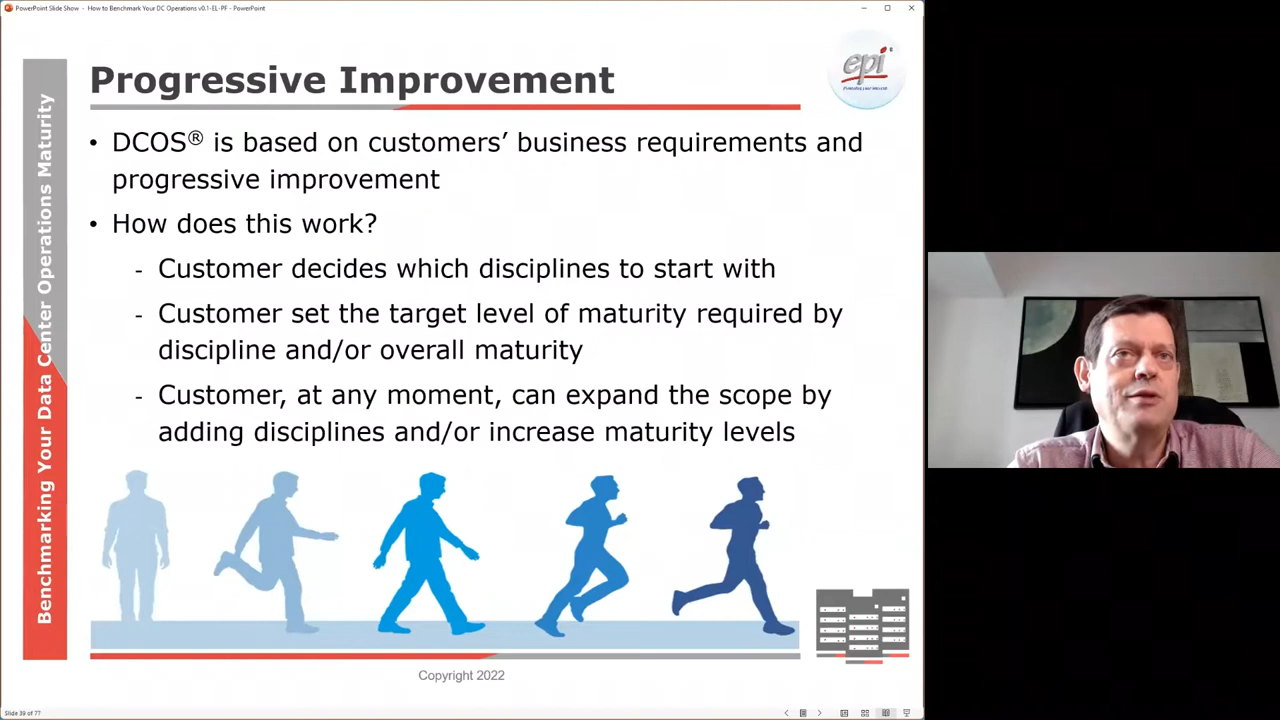 PowerPoint Slide Show - How to Benchmark Your DC Operations v0.1-EL-PF - PowerPoint
Progressive Improvement
epi
Benchmarking Your Data Center Operations Maturity
• DCOS® is based on customers’ business requirements and
progressive improvement
• How does this work?
- Customer decides which disciplines to start with
- Customer set the target level of maturity required by
discipline and/or overall maturity
- Customer, at any moment, can expand the scope by
adding disciplines and/or increase maturity levels
Copyright 2022
Slide 39 of 77